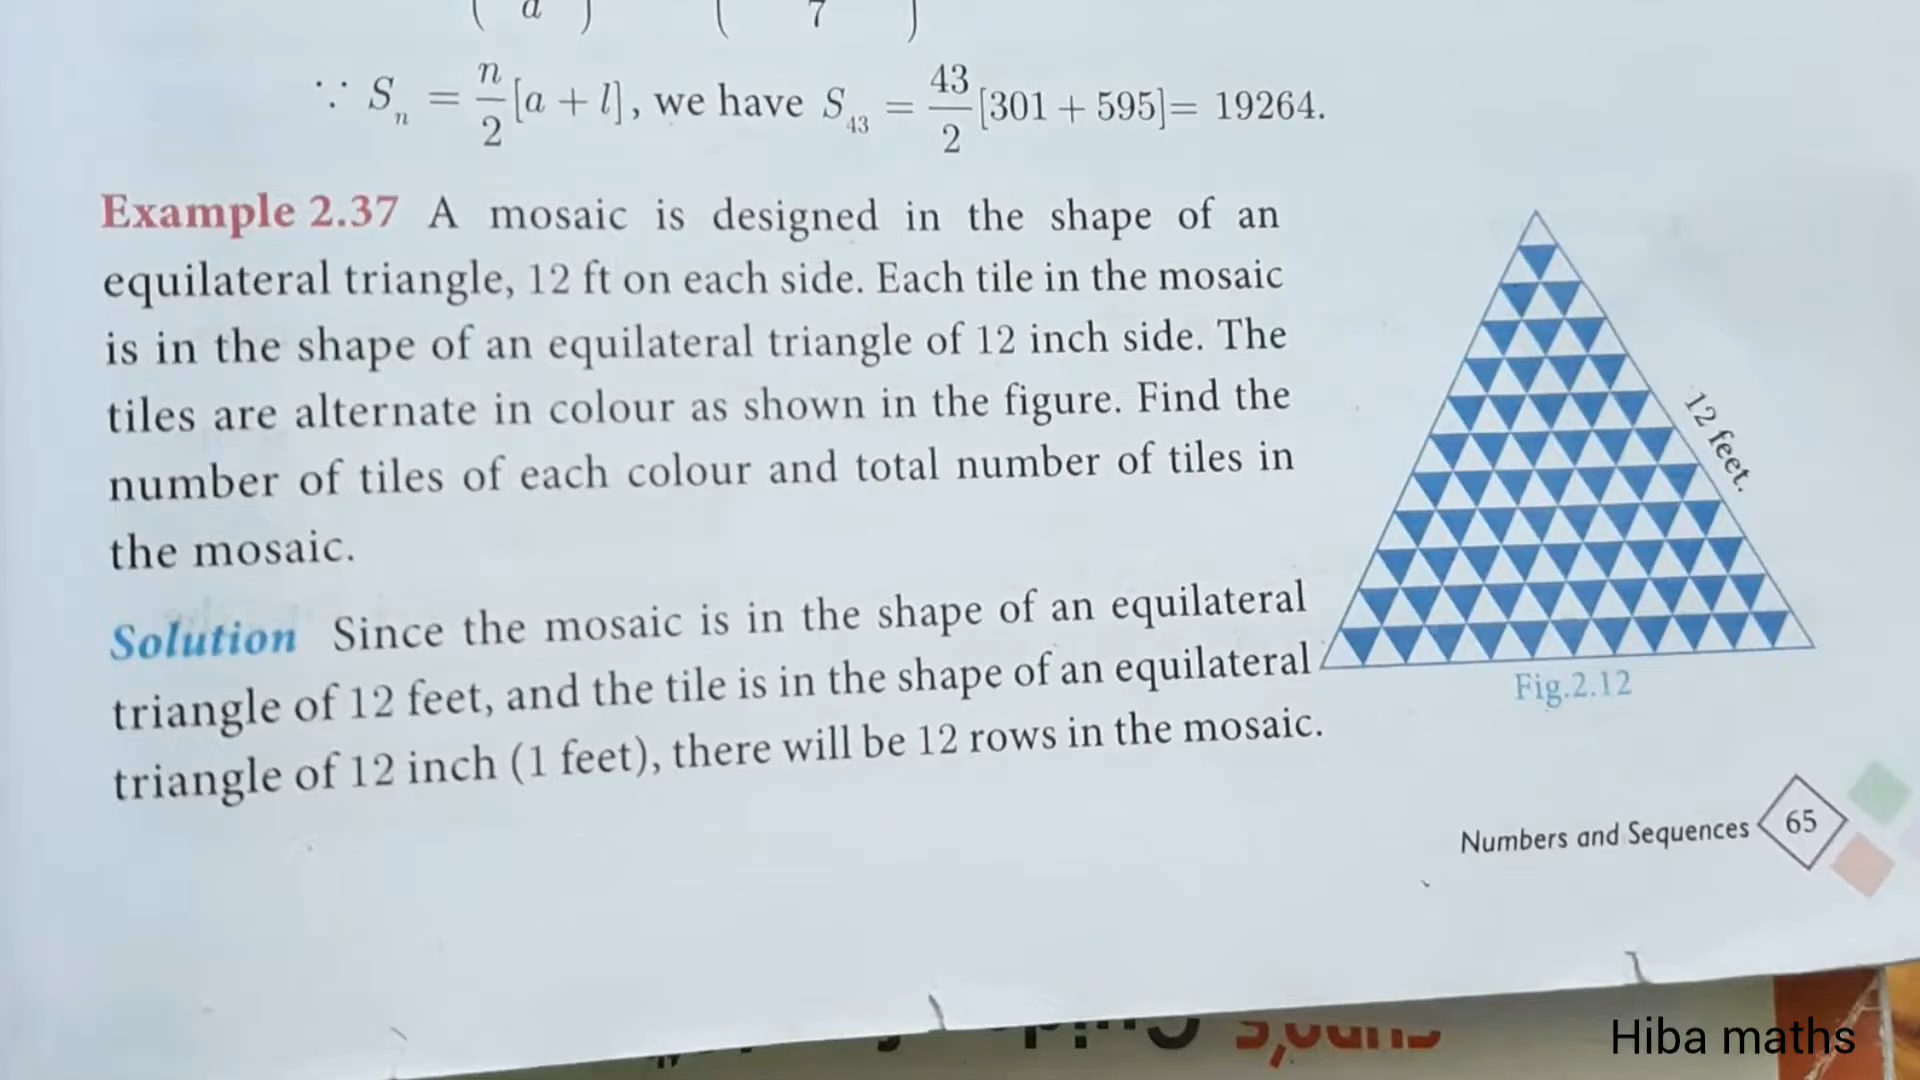 ( a ) ( 7 )
∵ Sₙ = n/2 [a + l], we have S₄₃ = 43/2 [301 + 595] = 19264.
Example 2.37 A mosaic is designed in the shape of an
equilateral triangle, 12 ft on each side. Each tile in the mosaic
is in the shape of an equilateral triangle of 12 inch side. The
tiles are alternate in colour as shown in the figure. Find the
number of tiles of each colour and total number of tiles in
the mosaic.
12 feet.
Solution Since the mosaic is in the shape of an equilateral
triangle of 12 feet, and the tile is in the shape of an equilateral
triangle of 12 inch (1 feet), there will be 12 rows in the mosaic.
Fig.2.12
Numbers and Sequences 65
Hiba maths